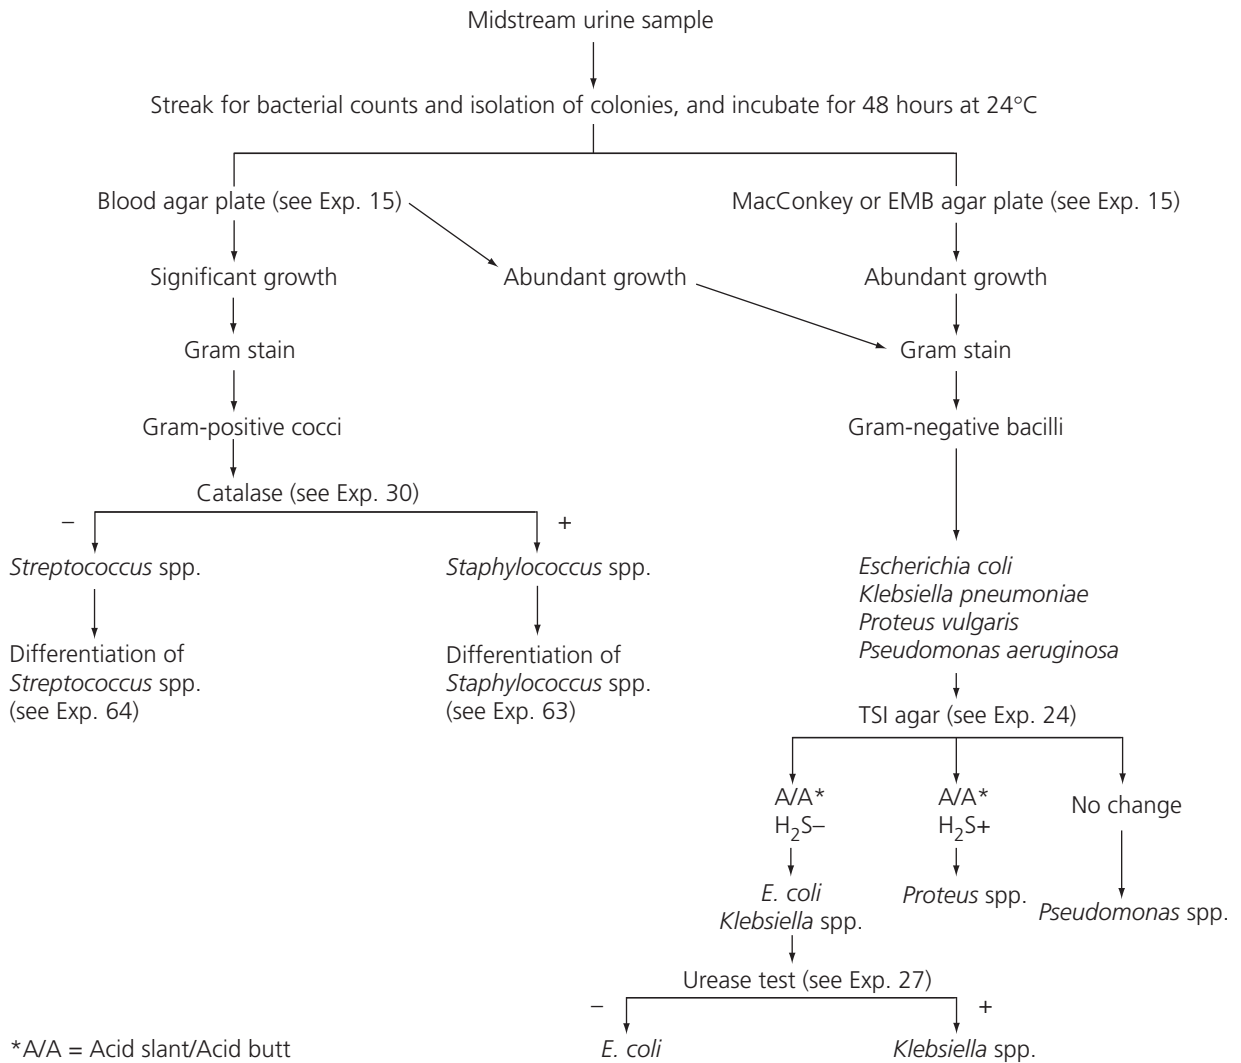 Midstream urine sample
Streak for bacterial counts and isolation of colonies, and incubate for 48 hours at 24°C
Blood agar plate (see Exp. 15)
MacConkey or EMB agar plate (see Exp. 15)
Significant growth
Abundant growth
Abundant growth
Gram stain
Gram stain
Gram-positive cocci
Gram-negative bacilli
Catalase (see Exp. 30)
–
+
Streptococcus spp.
Staphylococcus spp.
Escherichia coli
Klebsiella pneumoniae
Proteus vulgaris
Pseudomonas aeruginosa
Differentiation of
Streptococcus spp.
(see Exp. 64)
Differentiation of
Staphylococcus spp.
(see Exp. 63)
TSI agar (see Exp. 24)
A/A*
H₂S–
A/A*
H₂S+
No change
E. coli
Klebsiella spp.
Proteus spp.
Pseudomonas spp.
Urease test (see Exp. 27)
–
+
E. coli
Klebsiella spp.
*A/A = Acid slant/Acid butt